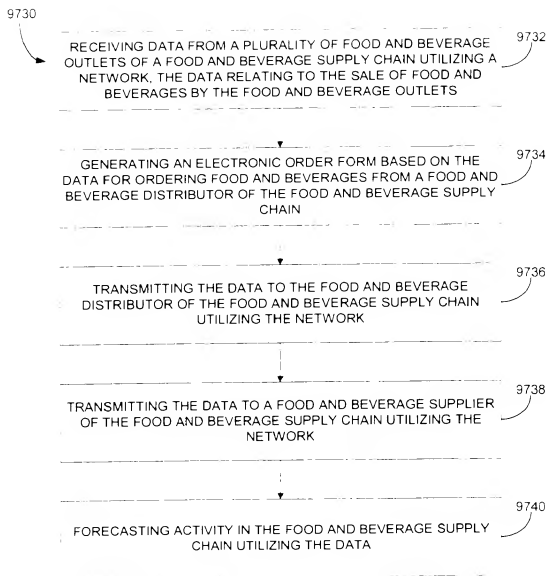 9730
9732
RECEIVING DATA FROM A PLURALITY OF FOOD AND BEVERAGE
OUTLETS OF A FOOD AND BEVERAGE SUPPLY CHAIN UTILIZING A
NETWORK, THE DATA RELATING TO THE SALE OF FOOD AND
BEVERAGES BY THE FOOD AND BEVERAGE OUTLETS
9734
GENERATING AN ELECTRONIC ORDER FORM BASED ON THE
DATA FOR ORDERING FOOD AND BEVERAGES FROM A FOOD AND
BEVERAGE DISTRIBUTOR OF THE FOOD AND BEVERAGE SUPPLY
CHAIN
9736
TRANSMITTING THE DATA TO THE FOOD AND BEVERAGE
DISTRIBUTOR OF THE FOOD AND BEVERAGE SUPPLY CHAIN
UTILIZING THE NETWORK
9738
TRANSMITTING THE DATA TO A FOOD AND BEVERAGE SUPPLIER
OF THE FOOD AND BEVERAGE SUPPLY CHAIN UTILIZING THE
NETWORK
9740
FORECASTING ACTIVITY IN THE FOOD AND BEVERAGE SUPPLY
CHAIN UTILIZING THE DATA